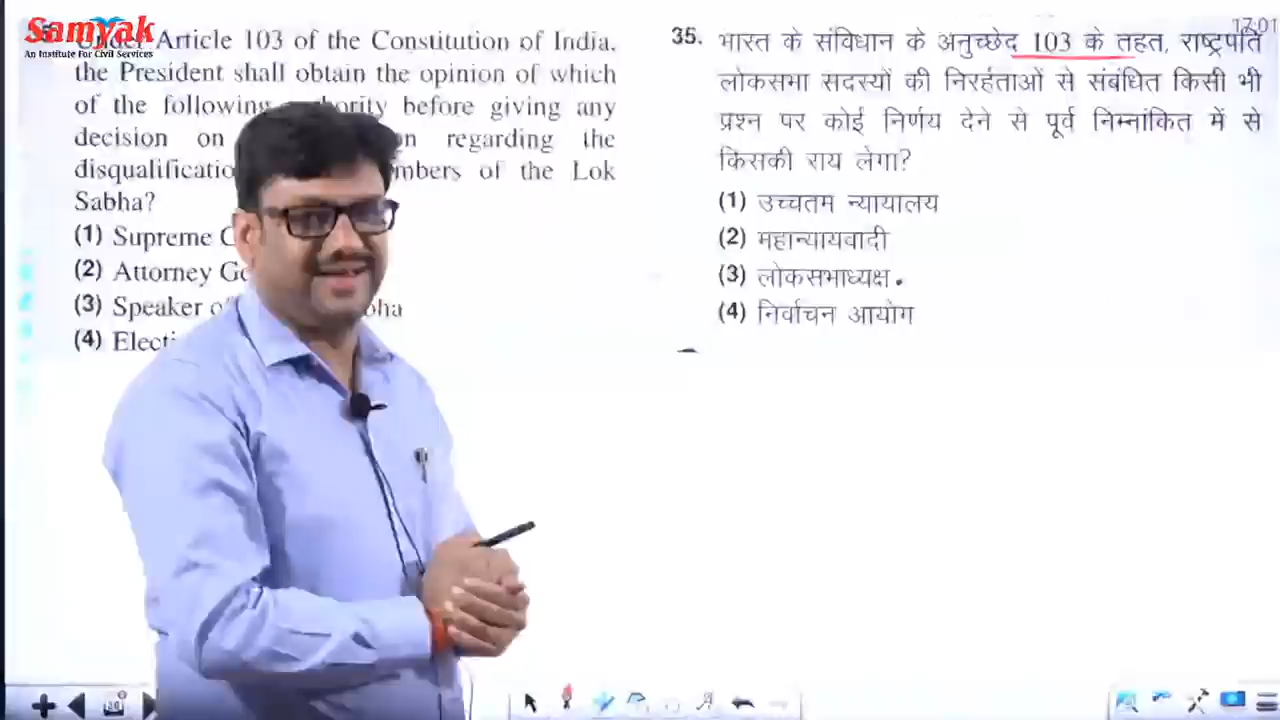 Samyak
An Institute For Civil Services
Under Article 103 of the Constitution of India,
the President shall obtain the opinion of which
of the following authority before giving any
decision on regarding the
of the Lok
Sabha?
(1) Supreme
(2) Attorney
(3) Speaker
(4)
17:01
35. भारत के संविधान के अनुच्छेद 103 के तहत, राष्ट्रपति
लोकसभा सदस्यों की निरर्हताओं से संबंधित किसी भी
प्रश्न पर कोई निर्णय देने से पूर्व निम्नांकित में से
किसकी राय लेगा?
(1) उच्चतम न्यायालय
(2) महान्यायवादी
(3) लोकसभाध्यक्ष
(4) निर्वाचन आयोग